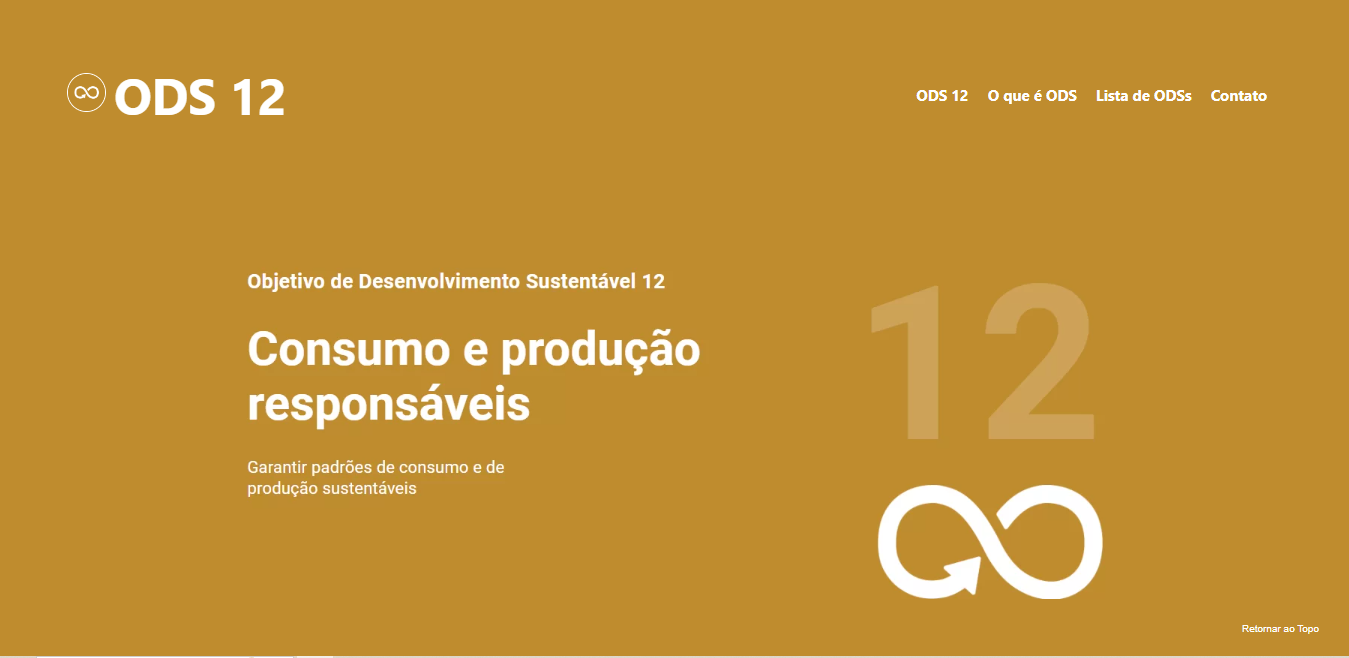 ODS 12
ODS 12 O que é ODS Lista de ODSs Contato
Objetivo de Desenvolvimento Sustentável 12
Consumo e produção
responsáveis
Garantir padrões de consumo e de
produção sustentáveis
12
Retornar ao Topo